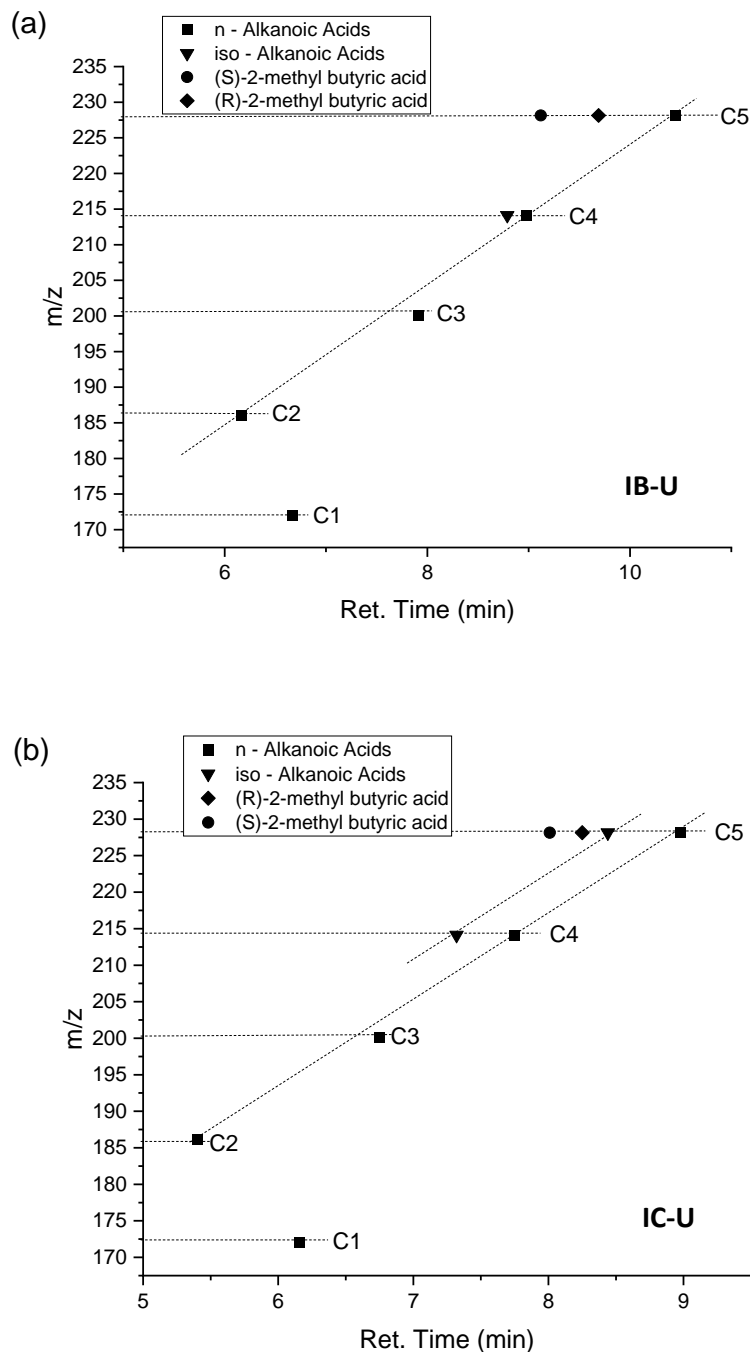 (a)
n - Alkanoic Acids
iso - Alkanoic Acids
(S)-2-methyl butyric acid
(R)-2-methyl butyric acid
235
230
225
220
215
210
205
200
195
190
185
180
175
170
m/z
C5
C4
C3
C2
C1
IB-U
6 8 10
Ret. Time (min)
(b)
n - Alkanoic Acids
iso - Alkanoic Acids
(R)-2-methyl butyric acid
(S)-2-methyl butyric acid
235
230
225
220
215
210
205
200
195
190
185
180
175
170
m/z
C5
C4
C3
C2
C1
IC-U
5 6 7 8 9
Ret. Time (min)